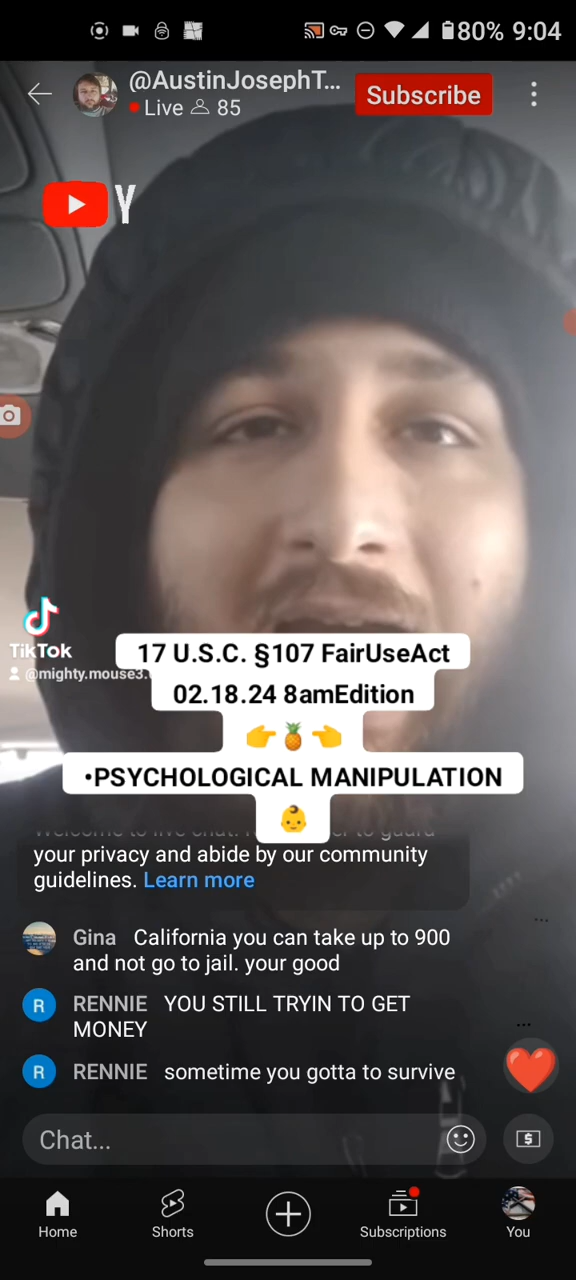 80% 9:04
@AustinJosephT...
Live 85
Subscribe
Y
TikTok
@mighty.mouse3.
17 U.S.C. §107 FairUseAct
02.18.24 8amEdition
👉🍍👈
•PSYCHOLOGICAL MANIPULATION
👶
your privacy and abide by our community
guidelines. Learn more
Gina California you can take up to 900
and not go to jail. your good
R RENNIE YOU STILL TRYIN TO GET
MONEY
R RENNIE sometime you gotta to survive
Chat...
Home Shorts Subscriptions You